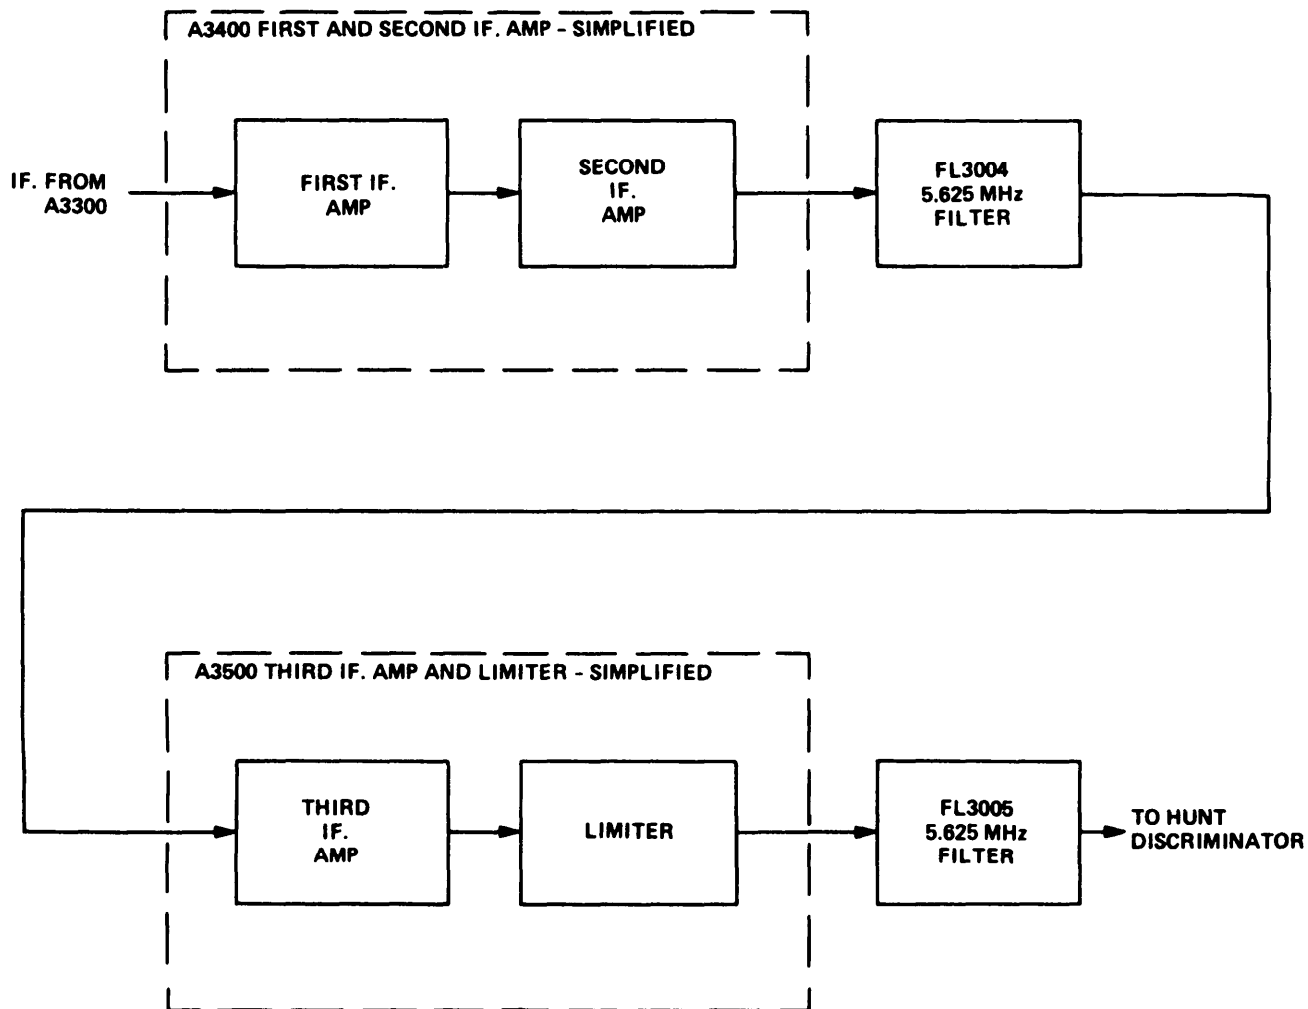 A3400 FIRST AND SECOND IF. AMP - SIMPLIFIED
IF. FROM
A3300
FIRST IF.
AMP
SECOND
IF.
AMP
FL3004
5.625 MHz
FILTER
A3500 THIRD IF. AMP AND LIMITER - SIMPLIFIED
THIRD
IF.
AMP
LIMITER
FL3005
5.625 MHz
FILTER
TO HUNT
DISCRIMINATOR